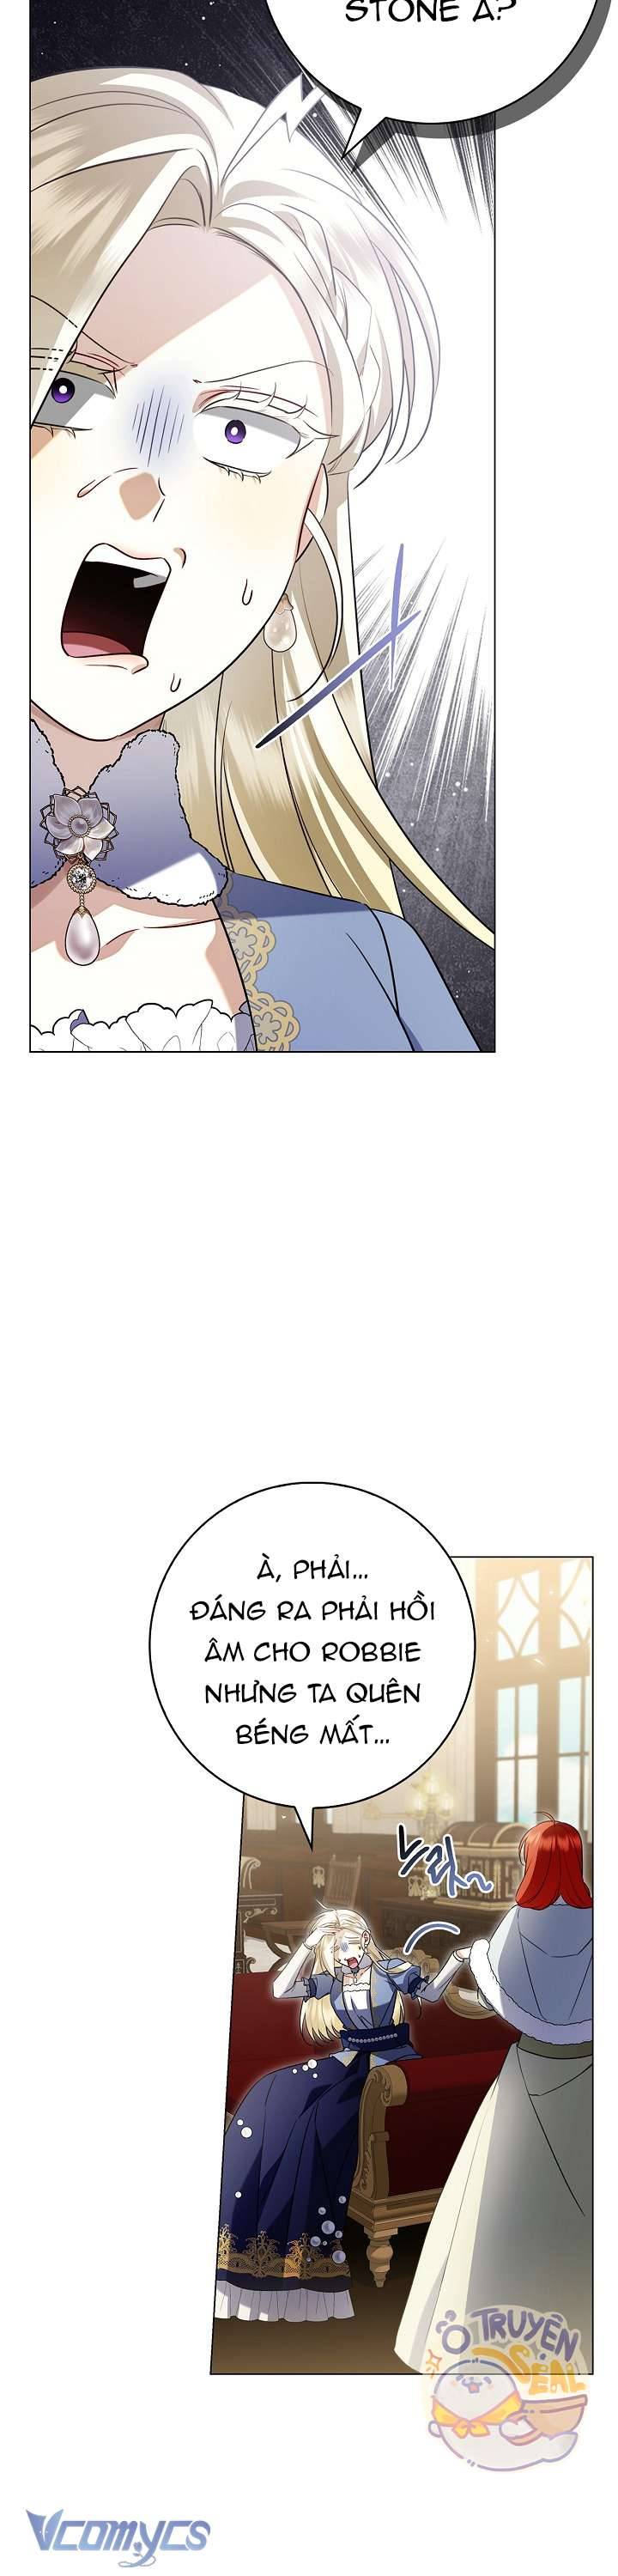 STONE Á?
À, PHẢI...
ĐÁNG RA PHẢI HỒI
ÂM CHO ROBBIE
NHƯNG TA QUÊN
BÉNG MẤT...
Ổ TRUYỆN
SEAL
VCOMYCS